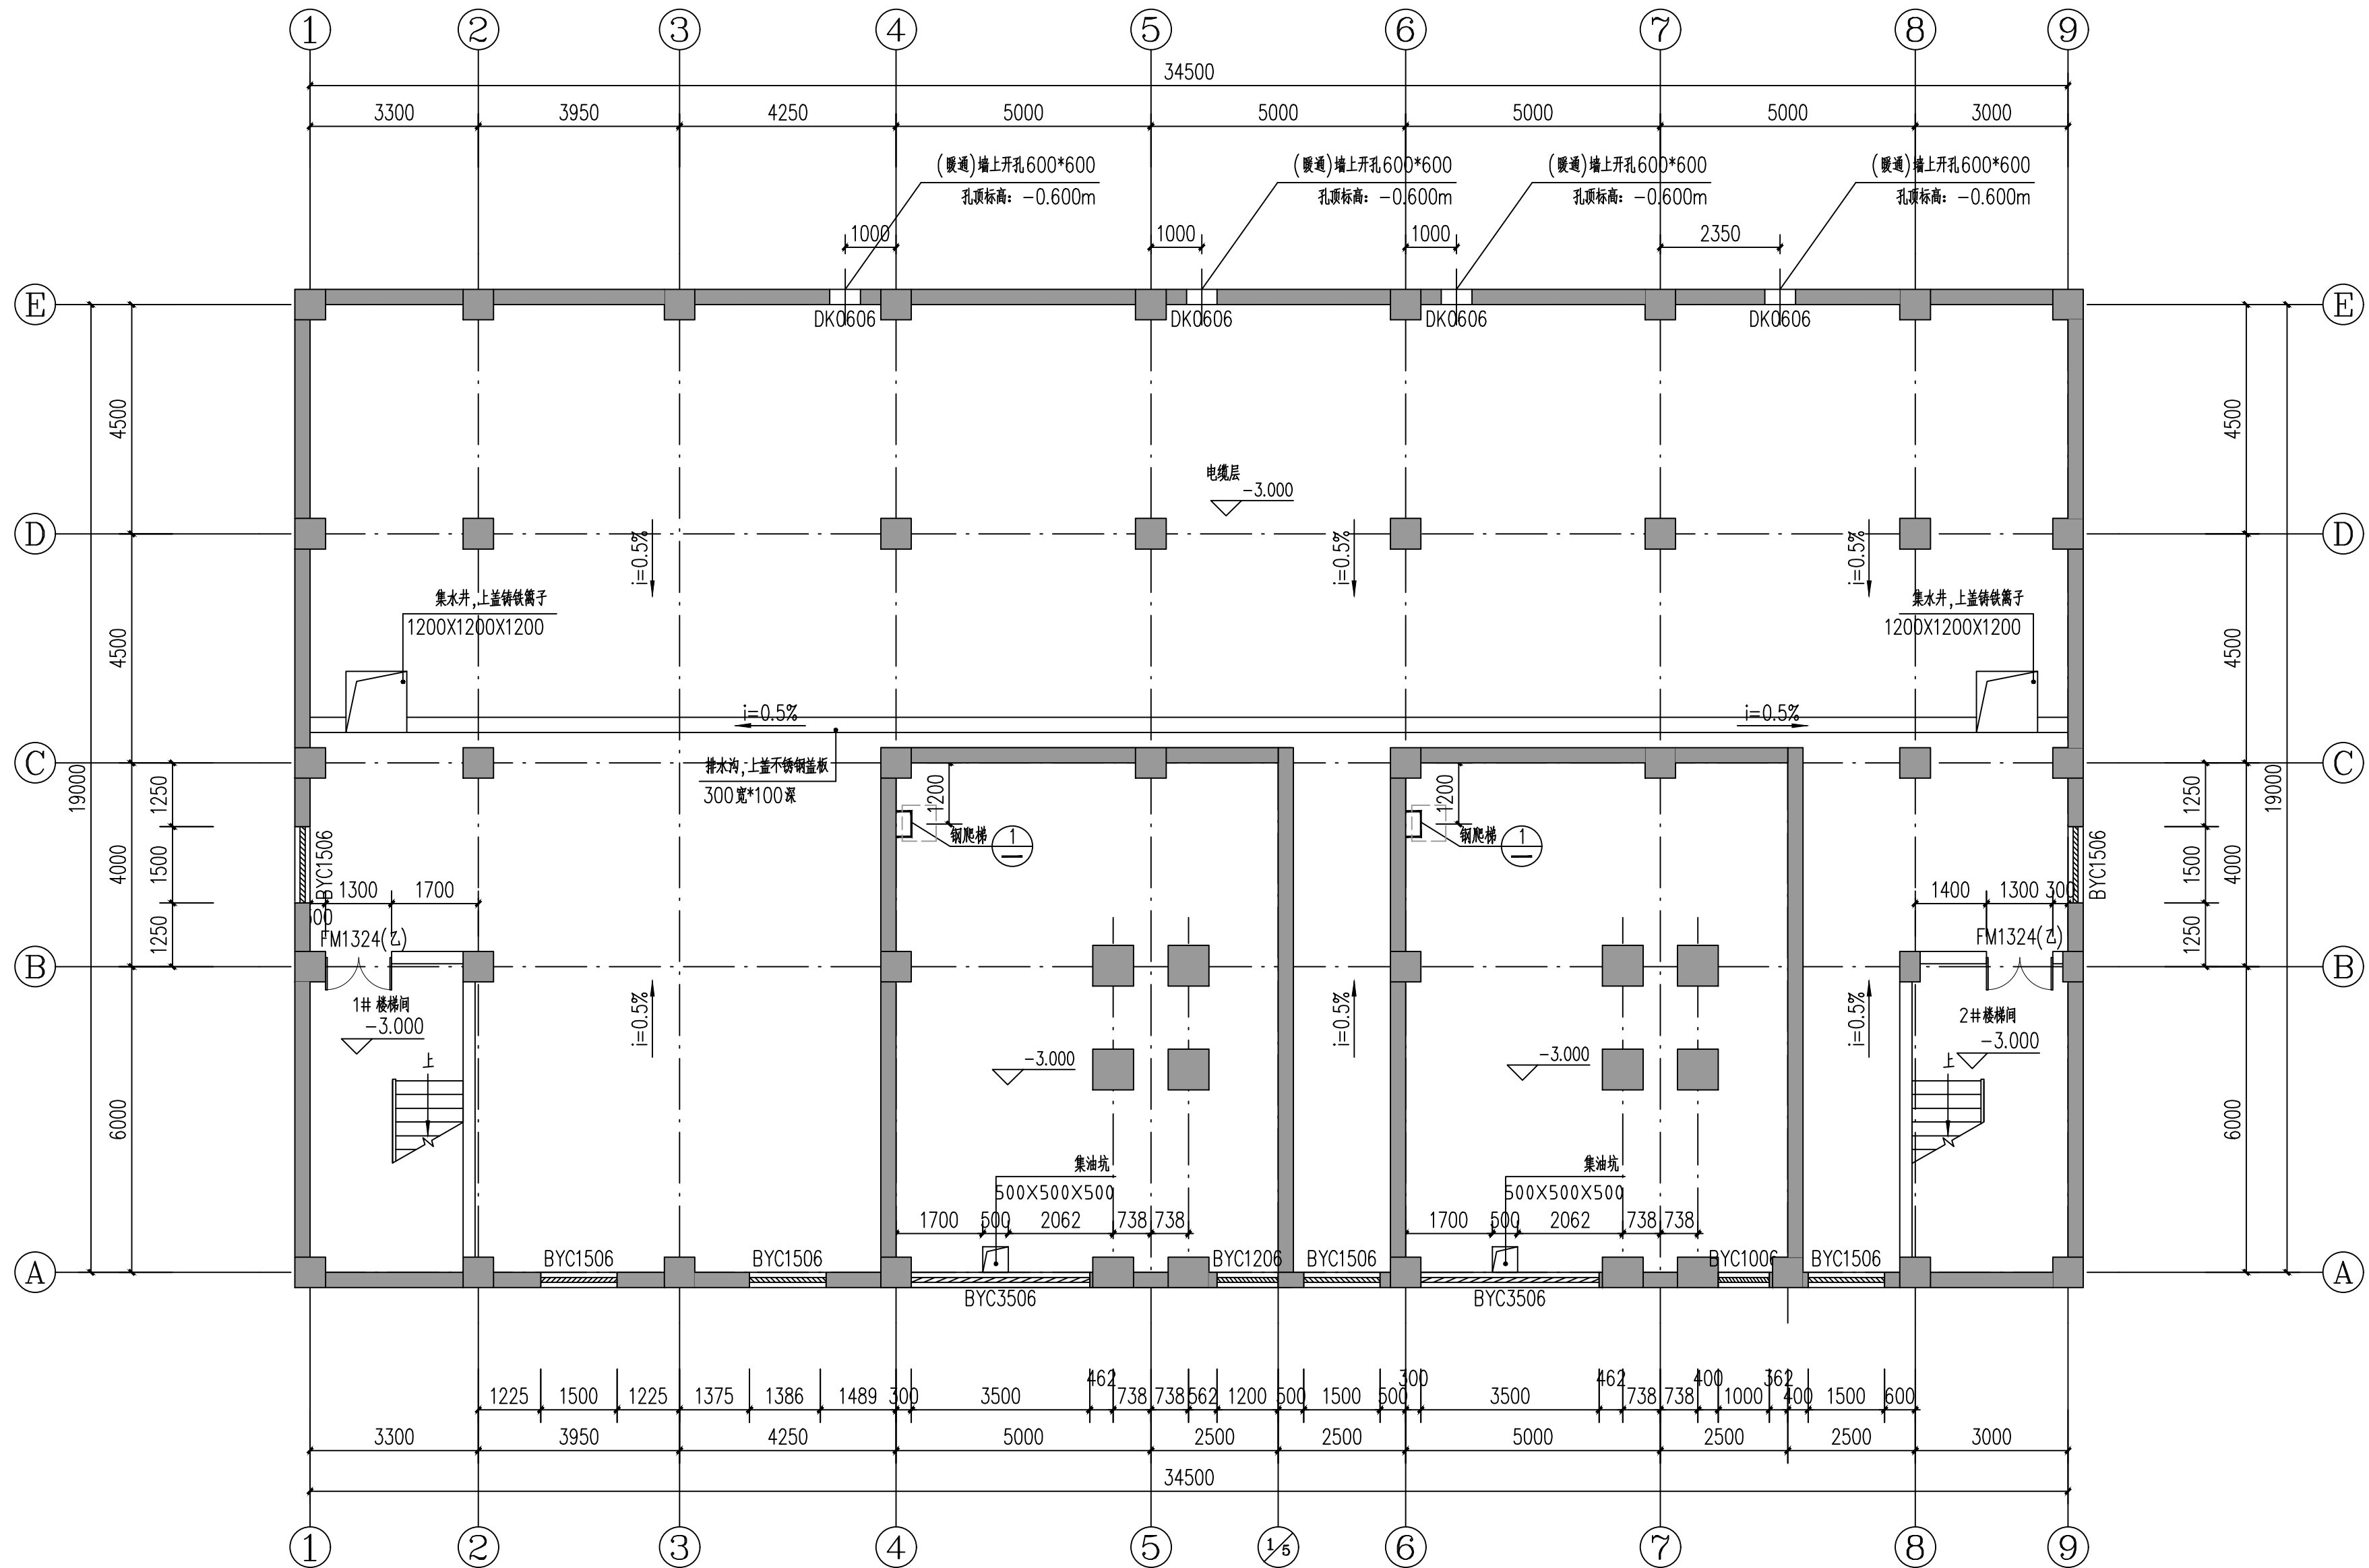 1 2 3 4 5 6 7 8 9
34500
3300 3950 4250 5000 5000 5000 5000 3000
(暖通)墙上开孔600*600
孔顶标高：-0.600m
(暖通)墙上开孔600*600
孔顶标高：-0.600m
(暖通)墙上开孔600*600
孔顶标高：-0.600m
(暖通)墙上开孔600*600
孔顶标高：-0.600m
1000 1000 1000 2350
E E
DK0606 DK0606 DK0606 DK0606
4500 4500
电缆层
-3.000
D D
i=0.5% i=0.5% i=0.5%
集水井,上盖铸铁篱子
1200X1200X1200
集水井,上盖铸铁篱子
1200X1200X1200
4500 4500
i=0.5% i=0.5%
C C
排水沟,上盖不锈钢盖板
300宽*100深
19000 19000
1250 1200 1200 1250
钢爬梯 1
钢爬梯 1
4000 1500 BYC1506 1500 4000 BYC1506
1300 1700 1400 1300 300
1250 1250
FM1324(乙) FM1324(乙)
B B
1#楼梯间
-3.000
上
2#楼梯间
-3.000
上
i=0.5% i=0.5% i=0.5%
-3.000 -3.000
6000 6000
集油坑
500X500X500
集油坑
500X500X500
1700 500 2062 738 738 1700 500 2062 738 738
BYC1506 BYC1506 BYC1206 BYC1506 BYC1006 BYC1506
A A
BYC3506 BYC3506
462 300 462 400 362
1225 1500 1225 1375 1386 1489 300 3500 738 738 562 1200 500 1500 500 3500 738 738 1000 400 1500 600
3300 3950 4250 5000 2500 2500 5000 2500 2500 3000
34500
1 2 3 4 5 1/5 6 7 8 9